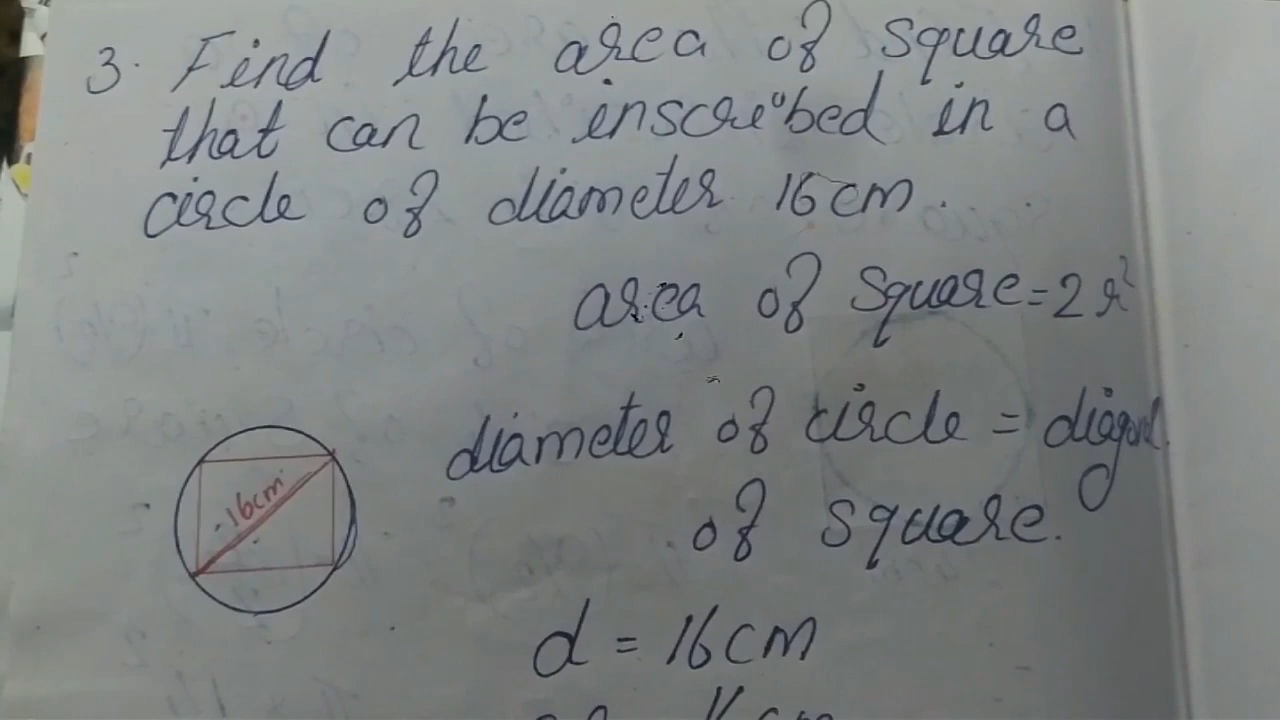 3. Find the area of square
that can be inscribed in a
circle of diameter 16cm.
area of square = 2r²
diameter of circle =
of square.
16cm
d = 16cm